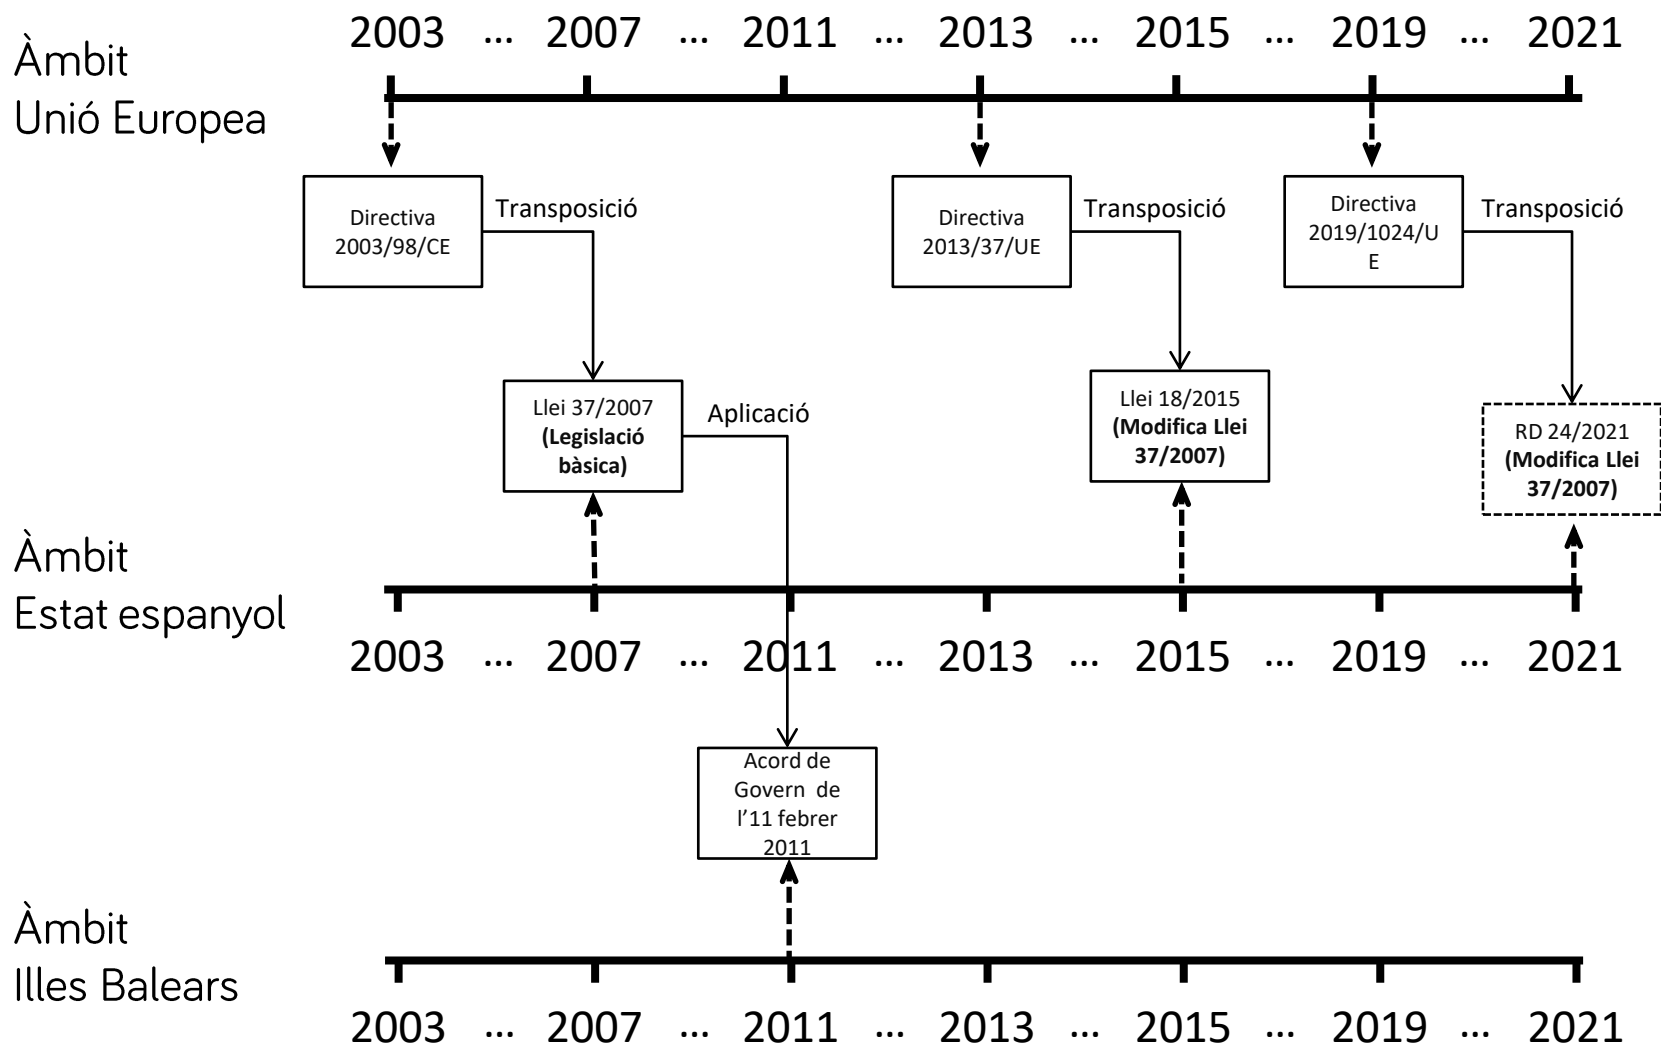 2003 ... 2007 ... 2011 ... 2013 ... 2015 ... 2019 ... 2021
Àmbit
Unió Europea
Directiva
2003/98/CE
Transposició
Directiva
2013/37/UE
Transposició
Directiva
2019/1024/U
E
Transposició
Llei 37/2007
(Legislació
bàsica)
Aplicació
Llei 18/2015
(Modifica Llei
37/2007)
RD 24/2021
(Modifica Llei
37/2007)
Àmbit
Estat espanyol
2003 ... 2007 ... 2011 ... 2013 ... 2015 ... 2019 ... 2021
Acord de
Govern de
l'11 febrer
2011
Àmbit
Illes Balears
2003 ... 2007 ... 2011 ... 2013 ... 2015 ... 2019 ... 2021